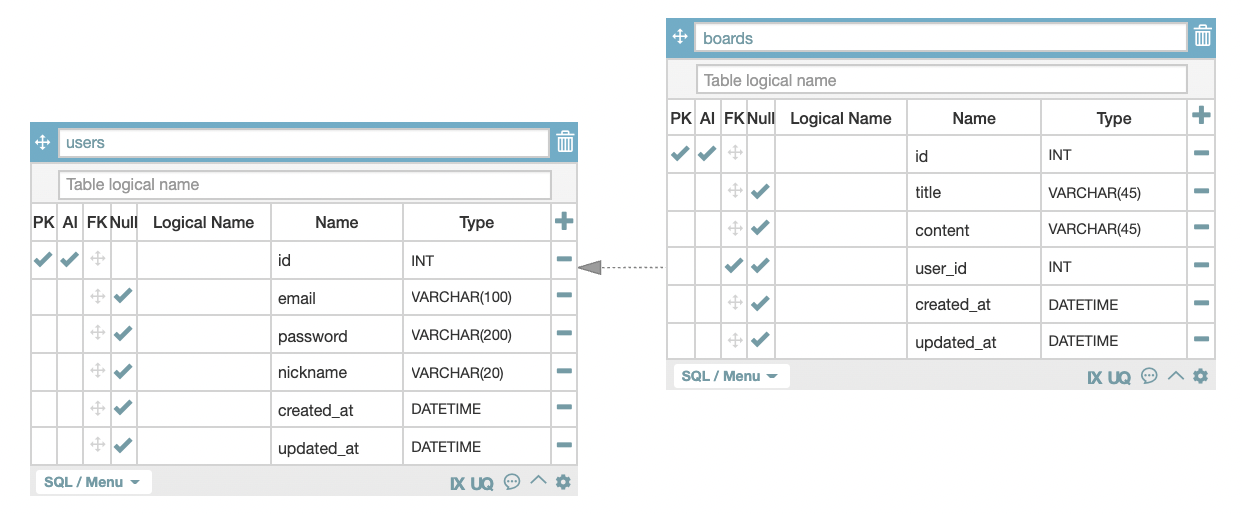 users
Table logical name
PK AI FK Null Logical Name Name Type
id INT
email VARCHAR(100)
password VARCHAR(200)
nickname VARCHAR(20)
created_at DATETIME
updated_at DATETIME
SQL / Menu IX UQ
boards
Table logical name
PK AI FK Null Logical Name Name Type
id INT
title VARCHAR(45)
content VARCHAR(45)
user_id INT
created_at DATETIME
updated_at DATETIME
SQL / Menu IX UQ